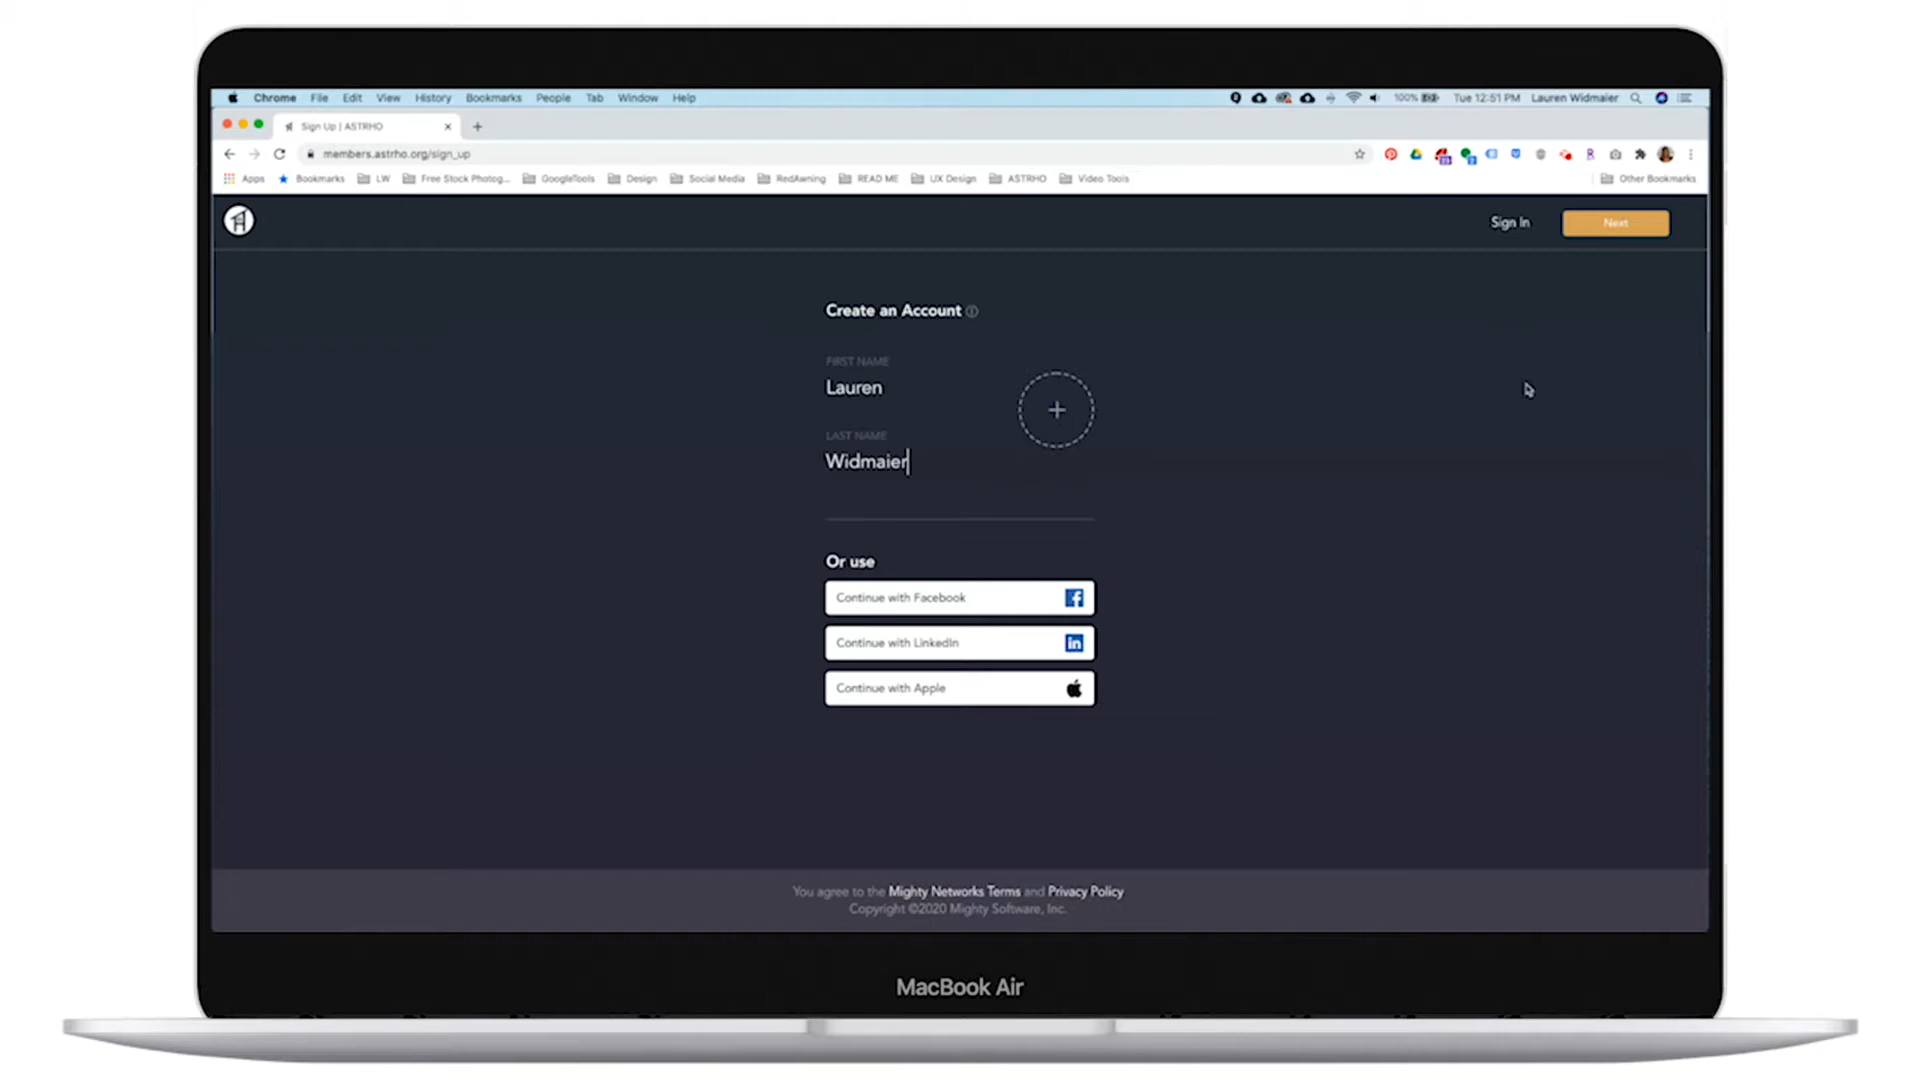 Chrome File Edit View History Bookmarks People Tab Window Help 100% Tue 12:51 PM Lauren Widmaier
Sign Up | ASTRHO
members.astrho.org/sign_up
Apps Bookmarks LW Free Stock Photog... GoogleTools Design Social Media RedAwning READ ME UX Design ASTRHO Video Tools Other Bookmarks
Sign In Next
Create an Account
FIRST NAME
Lauren
LAST NAME
Widmaier
Or use
Continue with Facebook
Continue with LinkedIn
Continue with Apple
You agree to the Mighty Networks Terms and Privacy Policy
Copyright ©2020 Mighty Software, Inc.
MacBook Air